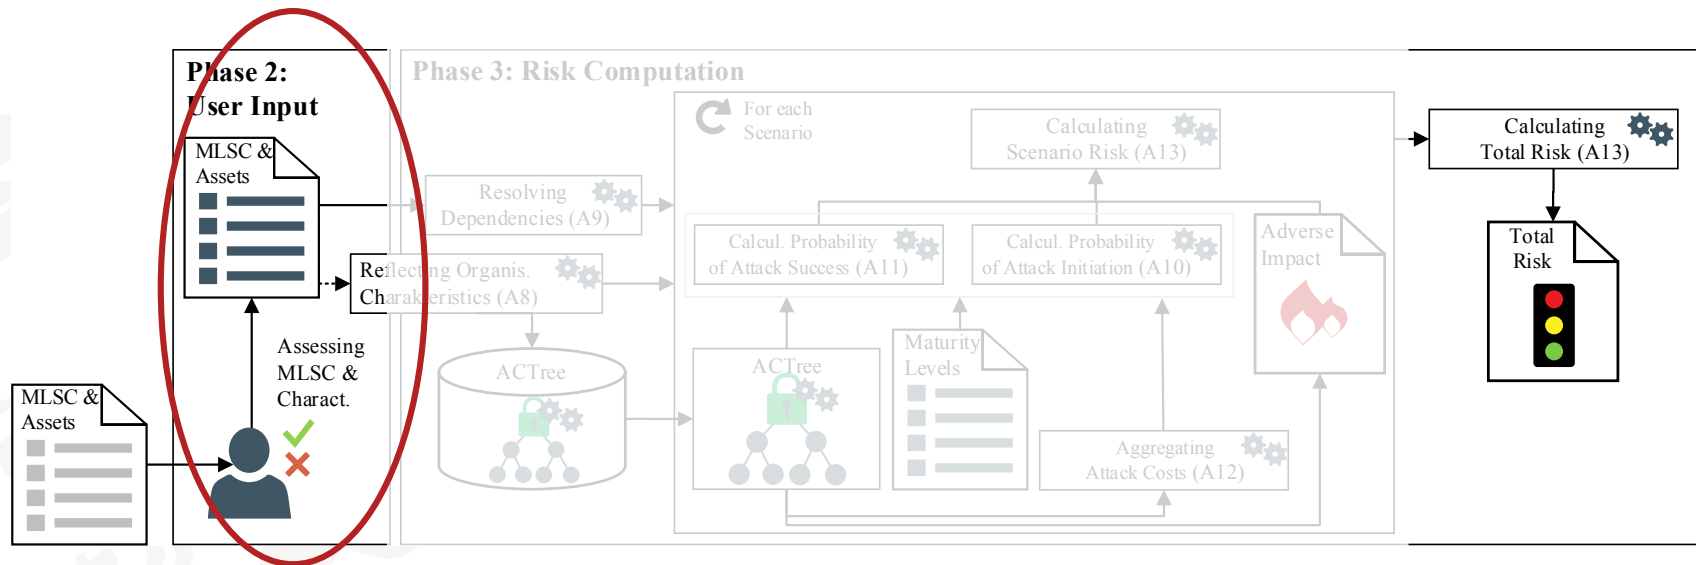 Phase 2:
User Input
MLSC &
Assets
Assessing
MLSC &
Charact.
MLSC &
Assets
Phase 3: Risk Computation
For each
Scenario
Resolving
Dependencies (A9)
Reflecting Organis.
Charakteristics (A8)
ACTree
Calculating
Scenario Risk (A13)
Calcul. Probability
of Attack Success (A11)
Calcul. Probability
of Attack Initiation (A10)
Adverse
Impact
ACTree
Maturity
Levels
Aggregating
Attack Costs (A12)
Calculating
Total Risk (A13)
Total
Risk